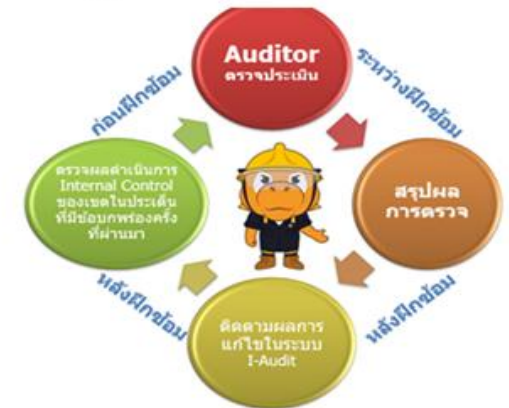 Auditor
ตรวจประเมิน
ระหว่างฝึกซ้อม
สรุปผล
การตรวจ
หลังฝึกซ้อม
ติดตามผลการ
แก้ไขในระบบ
I-Audit
หลังฝึกซ้อม
ตรวจผลดำเนินการ
Internal Control
ของเขตในประเด็น
ที่มีข้อบกพร่องครั้ง
ที่ผ่านมา
ก่อนฝึกซ้อม